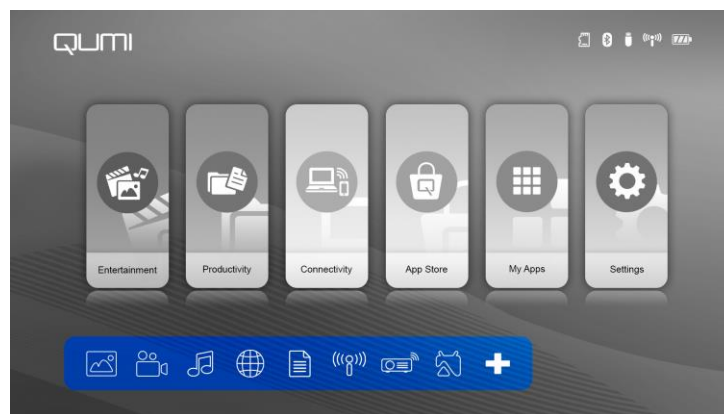 QUMI
Entertainment
Productivity
Connectivity
App Store
My Apps
Settings